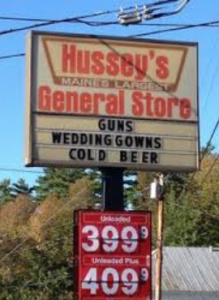 Hussey's
MAINE'S LARGEST
General Store
GUNS
WEDDING GOWNS
COLD BEER
Unleaded
399 9
Unleaded Plus
409 9